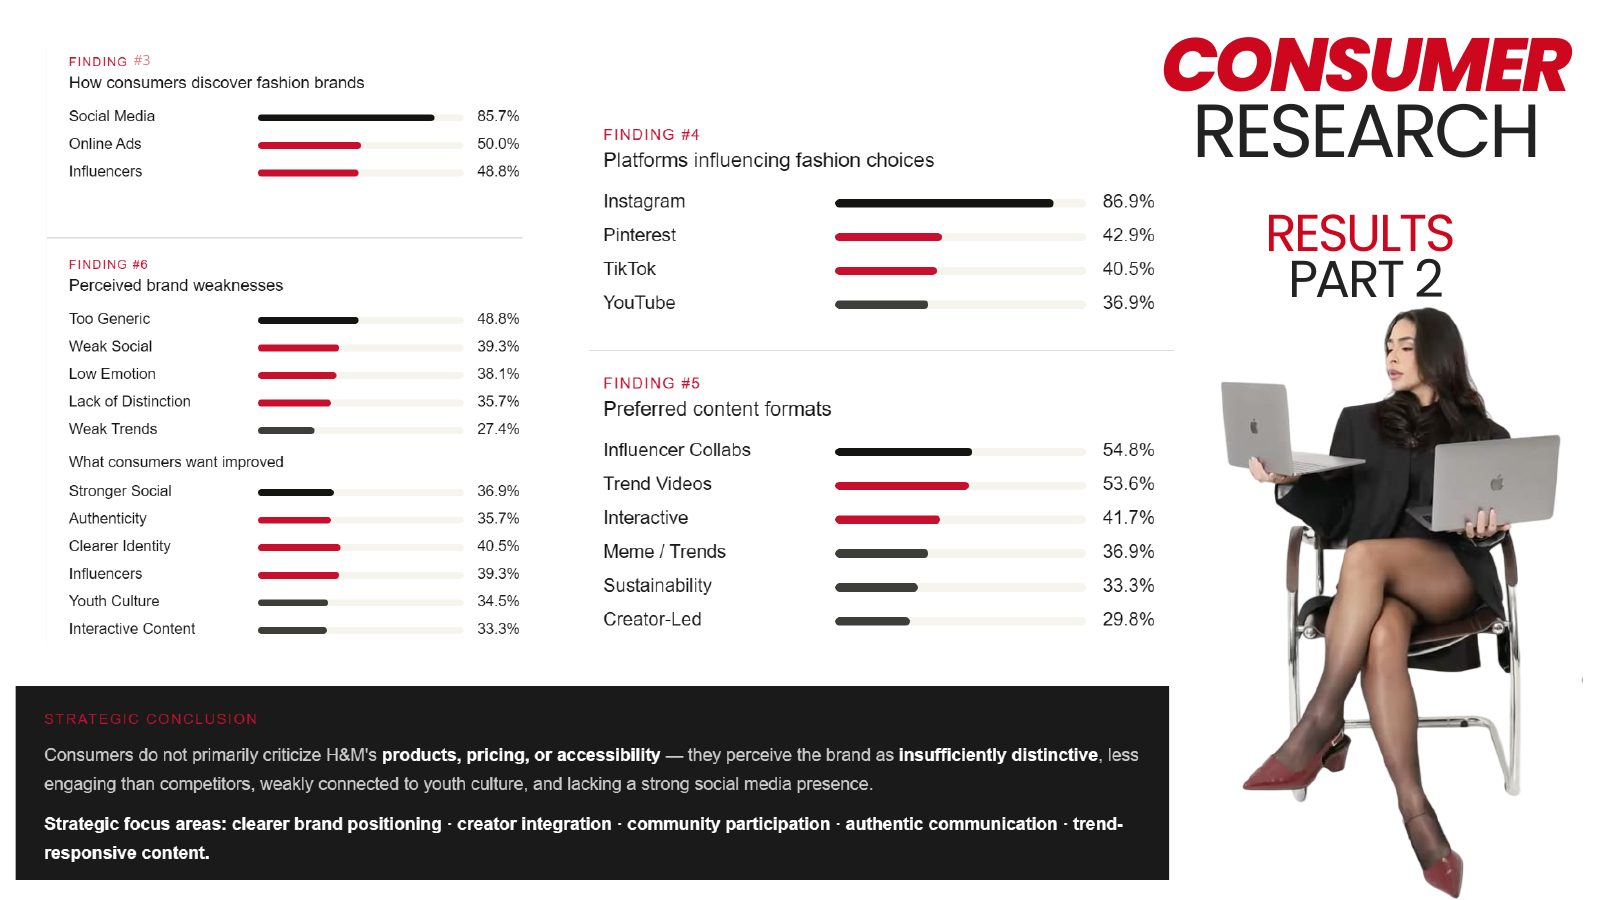 CONSUMER
RESEARCH
RESULTS
PART 2
FINDING #3
How consumers discover fashion brands
Social Media 85.7%
Online Ads 50.0%
Influencers 48.8%
FINDING #6
Perceived brand weaknesses
Too Generic 48.8%
Weak Social 39.3%
Low Emotion 38.1%
Lack of Distinction 35.7%
Weak Trends 27.4%
What consumers want improved
Stronger Social 36.9%
Authenticity 35.7%
Clearer Identity 40.5%
Influencers 39.3%
Youth Culture 34.5%
Interactive Content 33.3%
FINDING #4
Platforms influencing fashion choices
Instagram 86.9%
Pinterest 42.9%
TikTok 40.5%
YouTube 36.9%
FINDING #5
Preferred content formats
Influencer Collabs 54.8%
Trend Videos 53.6%
Interactive 41.7%
Meme / Trends 36.9%
Sustainability 33.3%
Creator-Led 29.8%
STRATEGIC CONCLUSION
Consumers do not primarily criticize H&M's products, pricing, or accessibility — they perceive the brand as insufficiently distinctive, less
engaging than competitors, weakly connected to youth culture, and lacking a strong social media presence.
Strategic focus areas: clearer brand positioning · creator integration · community participation · authentic communication · trend-
responsive content.